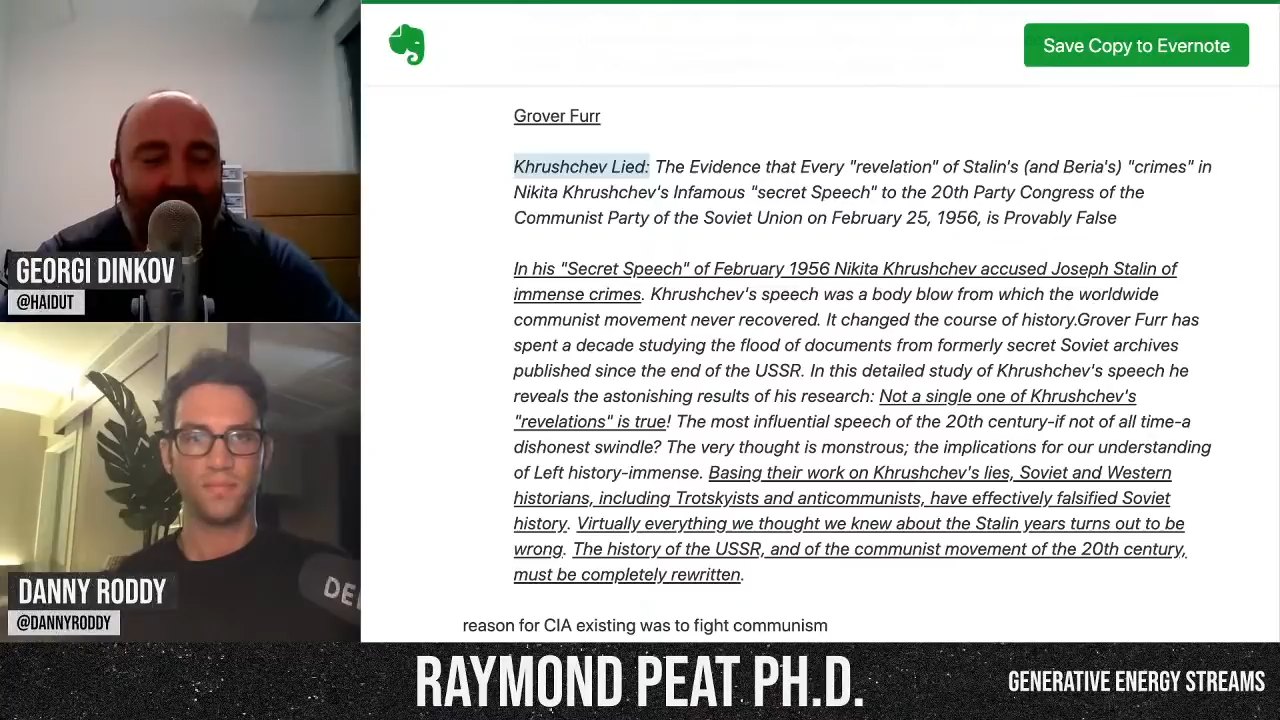 Save Copy to Evernote
Grover Furr
Khrushchev Lied: The Evidence that Every "revelation" of Stalin's (and Beria's) "crimes" in
Nikita Khrushchev's Infamous "secret Speech" to the 20th Party Congress of the
Communist Party of the Soviet Union on February 25, 1956, is Provably False
In his "Secret Speech" of February 1956 Nikita Khrushchev accused Joseph Stalin of
immense crimes. Khrushchev's speech was a body blow from which the worldwide
communist movement never recovered. It changed the course of history.Grover Furr has
spent a decade studying the flood of documents from formerly secret Soviet archives
published since the end of the USSR. In this detailed study of Khrushchev's speech he
reveals the astonishing results of his research: Not a single one of Khrushchev's
"revelations" is true! The most influential speech of the 20th century-if not of all time-a
dishonest swindle? The very thought is monstrous; the implications for our understanding
of Left history-immense. Basing their work on Khrushchev's lies, Soviet and Western
historians, including Trotskyists and anticommunists, have effectively falsified Soviet
history. Virtually everything we thought we knew about the Stalin years turns out to be
wrong. The history of the USSR, and of the communist movement of the 20th century,
must be completely rewritten.
reason for CIA existing was to fight communism
GEORGI DINKOV
@HAIDUT
DANNY RODDY
@DANNYRODDY
RAYMOND PEAT PH.D.
GENERATIVE ENERGY STREAMS